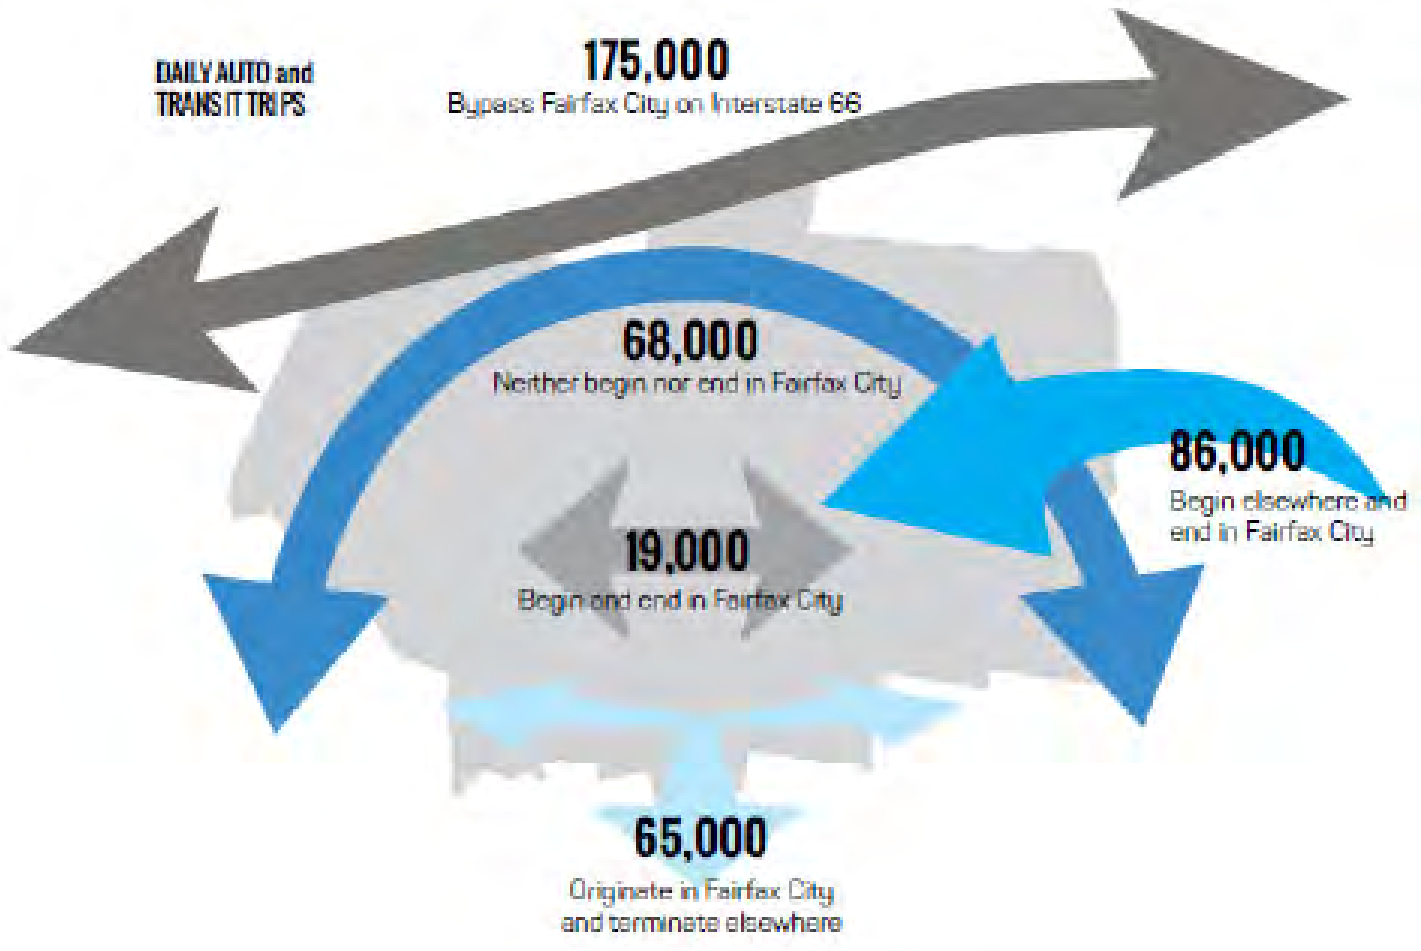 DAILY AUTO and
TRANSIT TRIPS
175,000
Bypass Fairfax City on Interstate 66
68,000
Neither begin nor end in Fairfax City
86,000
Begin elsewhere and
end in Fairfax City
19,000
Begin and end in Fairfax City
65,000
Originate in Fairfax City
and terminate elsewhere